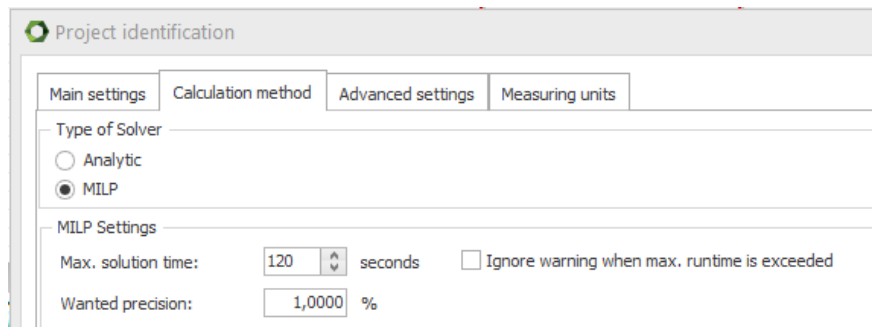 Project identification
Main settings Calculation method Advanced settings Measuring units
Type of Solver
Analytic
MILP
MILP Settings
Max. solution time: 120 seconds Ignore warning when max. runtime is exceeded
Wanted precision: 1,0000 %